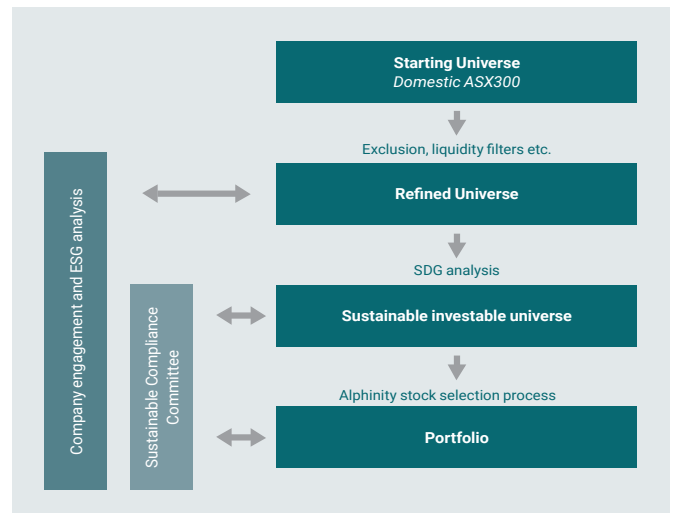 Starting Universe
Domestic ASX300
Exclusion, liquidity filters etc.
Refined Universe
SDG analysis
Sustainable investable universe
Alphinity stock selection process
Portfolio
Company engagement and ESG analysis
Sustainable Compliance
Committee